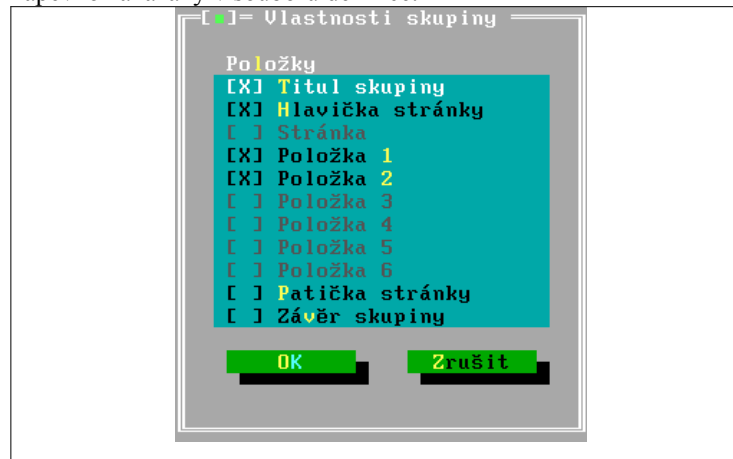 [■]= Vlastnosti skupiny
Položky
[X] Titul skupiny
[X] Hlavička stránky
[ ] Stránka
[X] Položka 1
[X] Položka 2
[ ] Položka 3
[ ] Položka 4
[ ] Položka 5
[ ] Položka 6
[ ] Patička stránky
[ ] Závěr skupiny
OK Zrušit